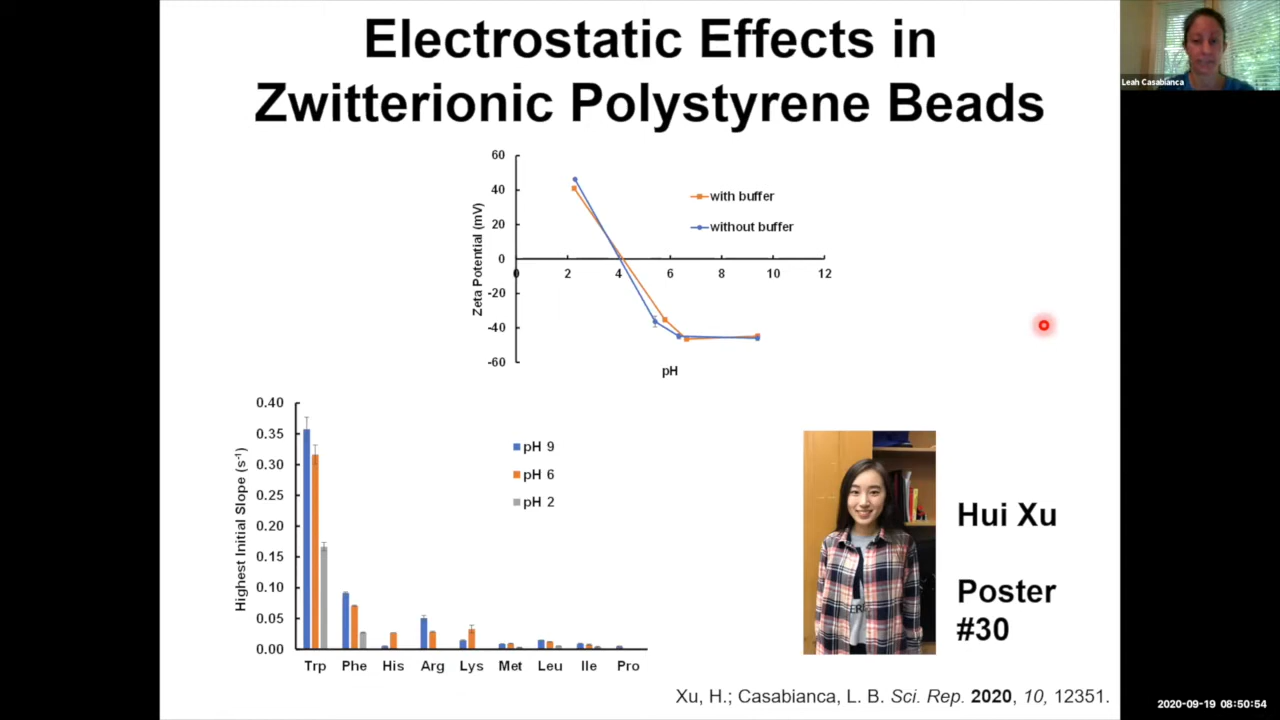 Electrostatic Effects in
Zwitterionic Polystyrene Beads
Leah Casabianca
60
40
20
0
-20
-40
-60
Zeta Potential (mV)
0 2 4 6 8 10 12
pH
with buffer
without buffer
0.40
0.35
0.30
0.25
0.20
0.15
0.10
0.05
0.00
Highest Initial Slope (s-1)
pH 9
pH 6
pH 2
Trp Phe His Arg Lys Met Leu Ile Pro
Hui Xu
Poster
#30
Xu, H.; Casabianca, L. B. Sci. Rep. 2020, 10, 12351.
2020-09-19 08:50:54